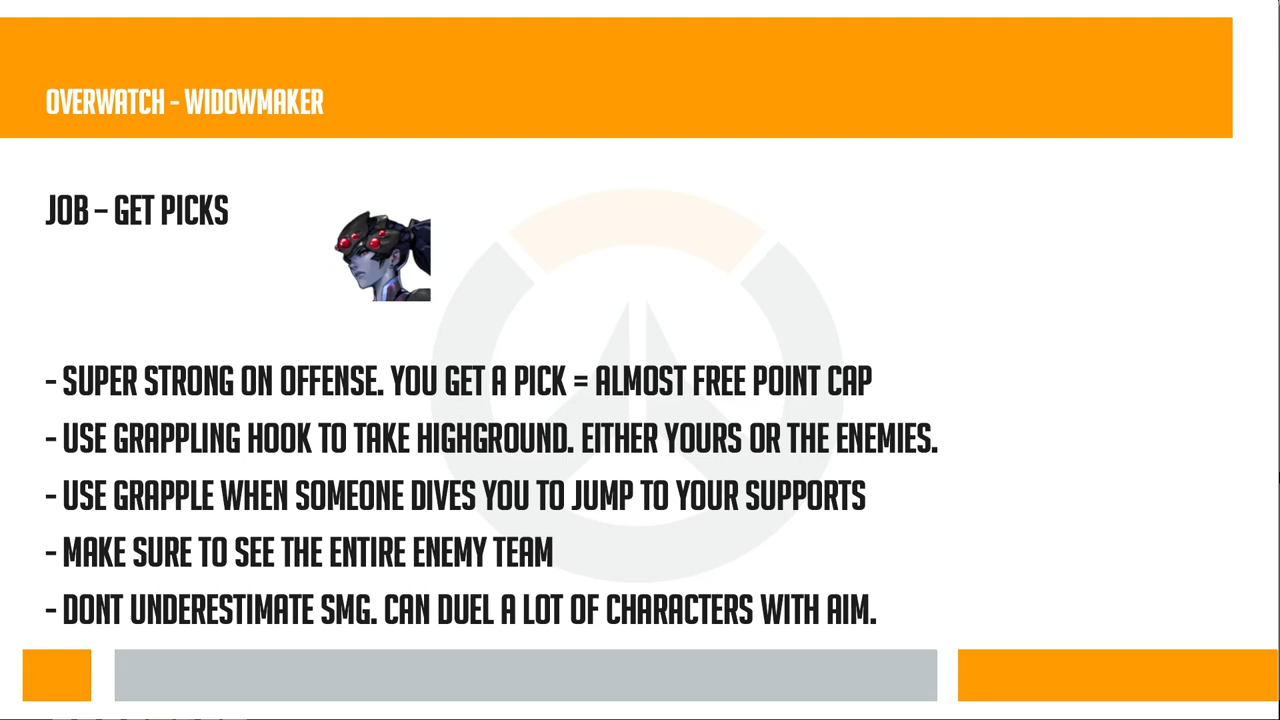 OVERWATCH - WIDOWMAKER
JOB – GET PICKS
- SUPER STRONG ON OFFENSE. YOU GET A PICK = ALMOST FREE POINT CAP
- USE GRAPPLING HOOK TO TAKE HIGHGROUND. EITHER YOURS OR THE ENEMIES.
- USE GRAPPLE WHEN SOMEONE DIVES YOU TO JUMP TO YOUR SUPPORTS
- MAKE SURE TO SEE THE ENTIRE ENEMY TEAM
- DONT UNDERESTIMATE SMG. CAN DUEL A LOT OF CHARACTERS WITH AIM.